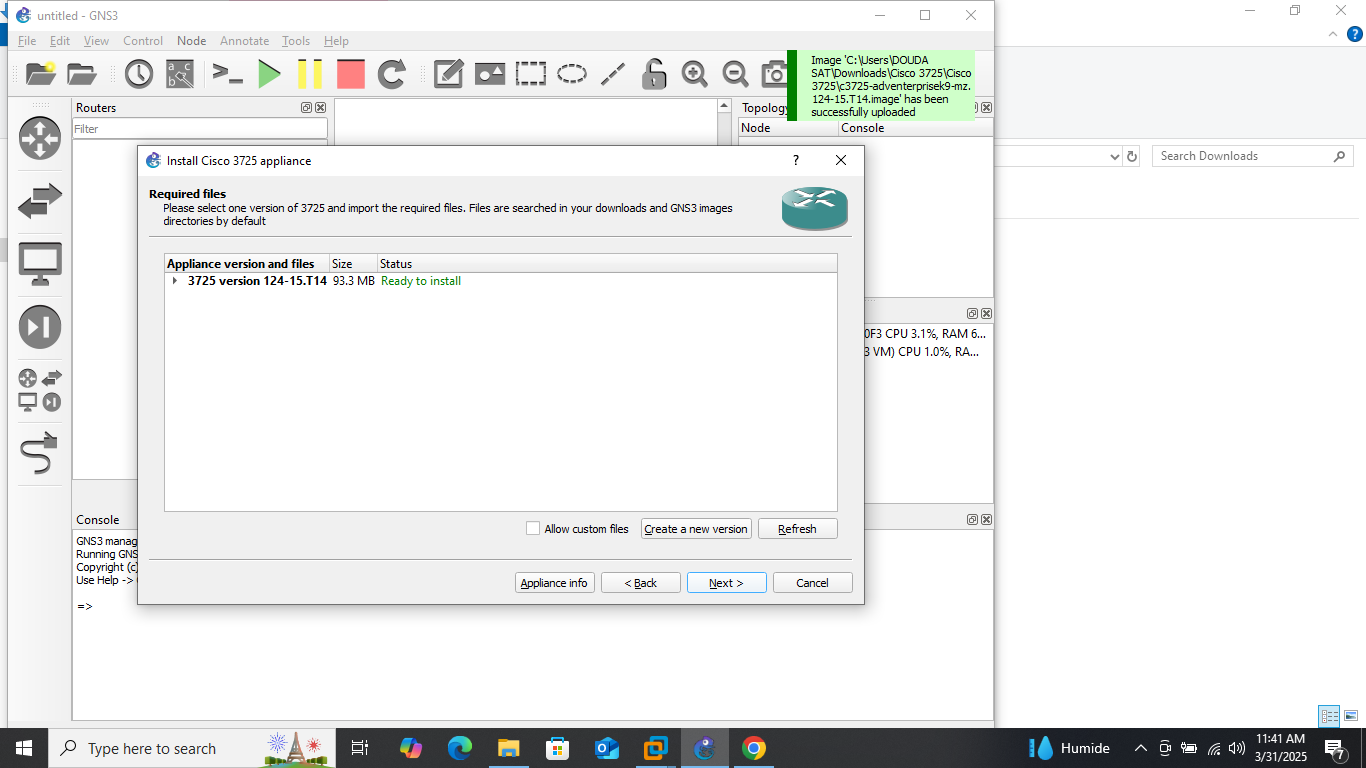 untitled - GNS3
File Edit View Control Node Annotate Tools Help
Image 'C:\Users\DOUDA
SAT\Downloads\Cisco 3725\Cisco
3725\c3725-adventerprisek9-mz.
124-15.T14.image' has been
successfully uploaded
Routers
Filter
Topology
Node Console
Search Downloads
Install Cisco 3725 appliance
?
Required files
Please select one version of 3725 and import the required files. Files are searched in your downloads and GNS3 images
directories by default
Appliance version and files Size Status
3725 version 124-15.T14 93.3 MB Ready to install
0F3 CPU 3.1%, RAM 6...
3 VM) CPU 1.0%, RA...
Allow custom files Create a new version Refresh
Appliance info < Back Next > Cancel
Console
GNS3 manag
Running GNS
Copyright (c)
Use Help ->
=>
Type here to search
Humide
11:41 AM
3/31/2025
7